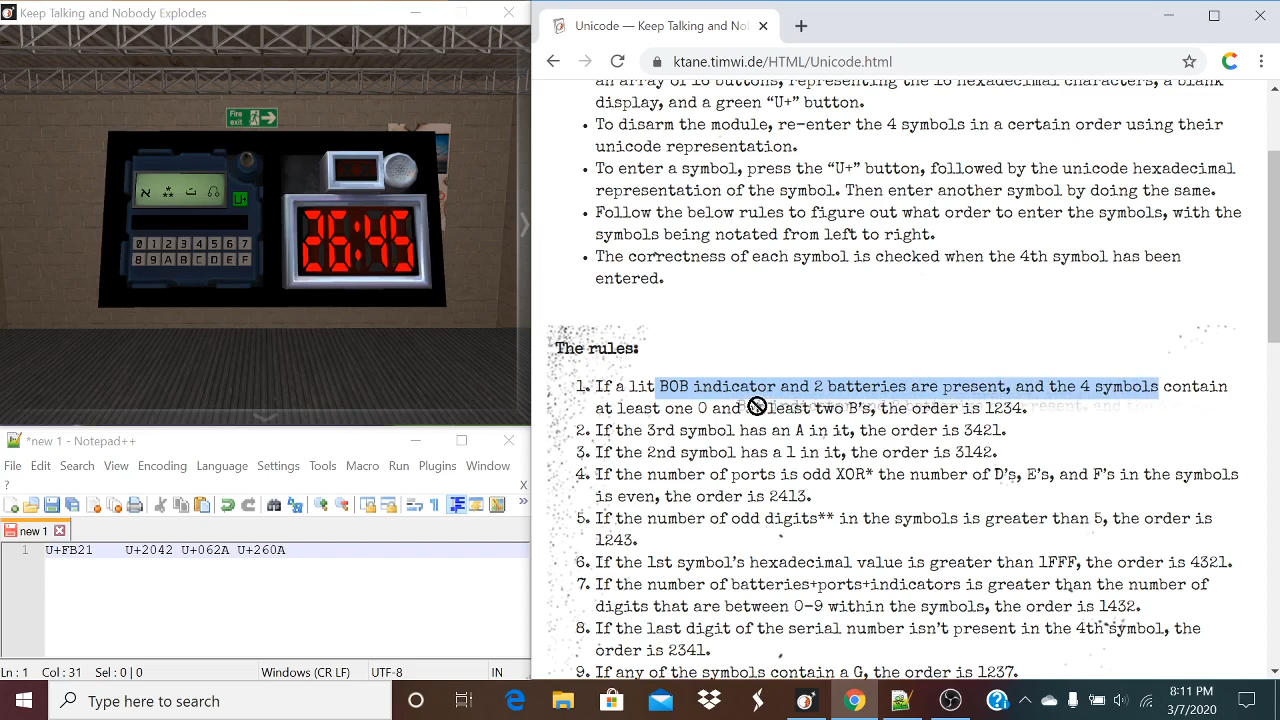 Keep Talking and Nobody Explodes
Fire
exit
U+
26:45
0 1 2 3 4 5 6 7
8 9 A B C D E F
*new 1 - Notepad++
File Edit Search View Encoding Language Settings Tools Macro Run Plugins Window
? X
new 1
1 U+FB21 U+2042 U+062A U+260A
Ln : 1 Col : 31 Sel : 0 | 0 Windows (CR LF) UTF-8 IN
Unicode — Keep Talking and Nob
ktane.timwi.de/HTML/Unicode.html
an array of 16 buttons, representing the 16 hexadecimal characters, a blank
display, and a green “U+” button.
• To disarm the module, re-enter the 4 symbols in a certain order using their
unicode representation.
• To enter a symbol, press the “U+” button, followed by the unicode hexadecimal
representation of the symbol. Then enter another symbol by doing the same.
• Follow the below rules to figure out what order to enter the symbols, with the
symbols being notated from left to right.
• The correctness of each symbol is checked when the 4th symbol has been
entered.
The rules:
1. If a lit BOB indicator and 2 batteries are present, and the 4 symbols contain
at least one 0 and at least two B’s, the order is 1234.
2. If the 3rd symbol has an A in it, the order is 3421.
3. If the 2nd symbol has a 1 in it, the order is 3142.
4. If the number of ports is odd XOR* the number of D’s, E’s, and F’s in the symbols
is even, the order is 2413.
5. If the number of odd digits** in the symbols is greater than 5, the order is
1243.
6. If the 1st symbol’s hexadecimal value is greater than 1FFF, the order is 4321.
7. If the number of batteries+ports+indicators is greater than the number of
digits that are between 0-9 within the symbols, the order is 1432.
8. If the last digit of the serial number isn’t present in the 4th symbol, the
order is 2341.
9. If any of the symbols contain a G, the order is 1237.
Type here to search
8:11 PM
3/7/2020